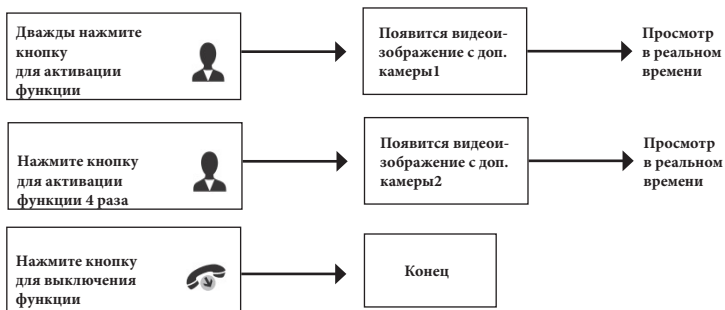 Дважды нажмите
кнопку
для активации
функции
Появится видеои-
зображение с доп.
камеры1
Просмотр
в реальном
времени
Нажмите кнопку
для активации
функции 4 раза
Появится видеои-
зображение с доп.
камеры2
Просмотр
в реальном
времени
Нажмите кнопку
для выключения
функции
Конец